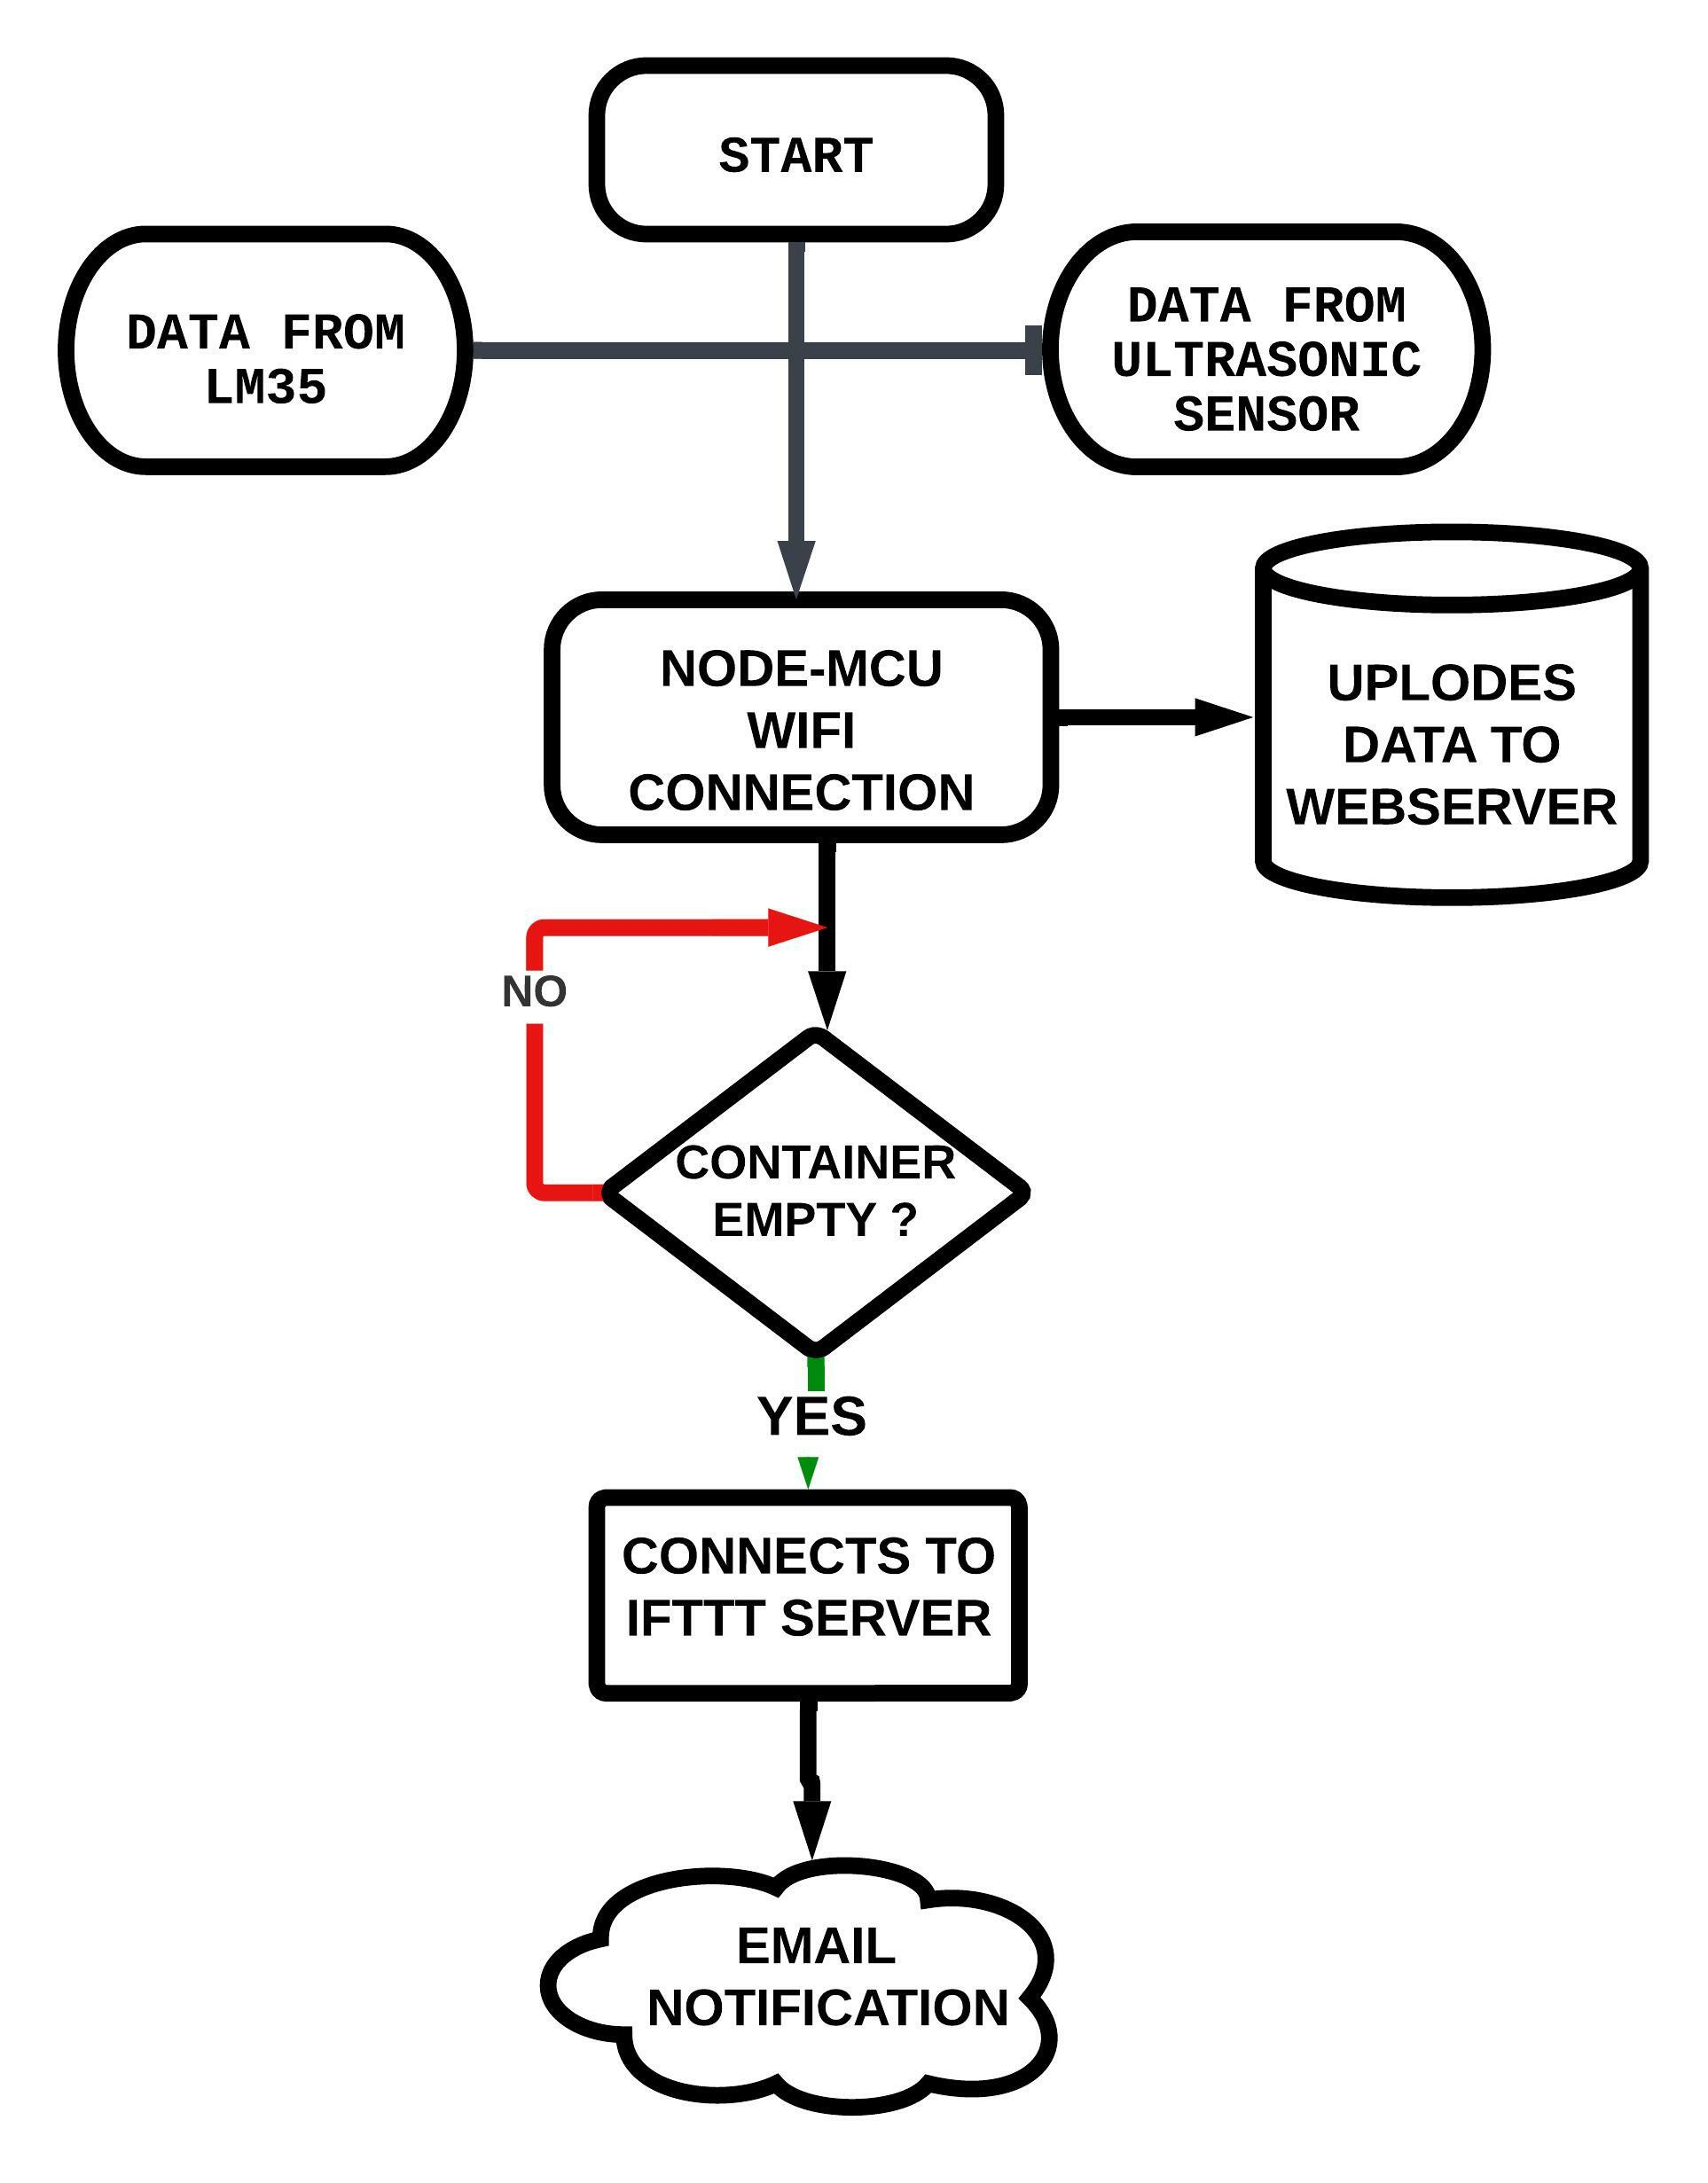 START
DATA FROM
LM35
DATA FROM
ULTRASONIC
SENSOR
NODE-MCU
WIFI
CONNECTION
UPLODES
DATA TO
WEBSERVER
NO
CONTAINER
EMPTY ?
YES
CONNECTS TO
IFTTT SERVER
EMAIL
NOTIFICATION